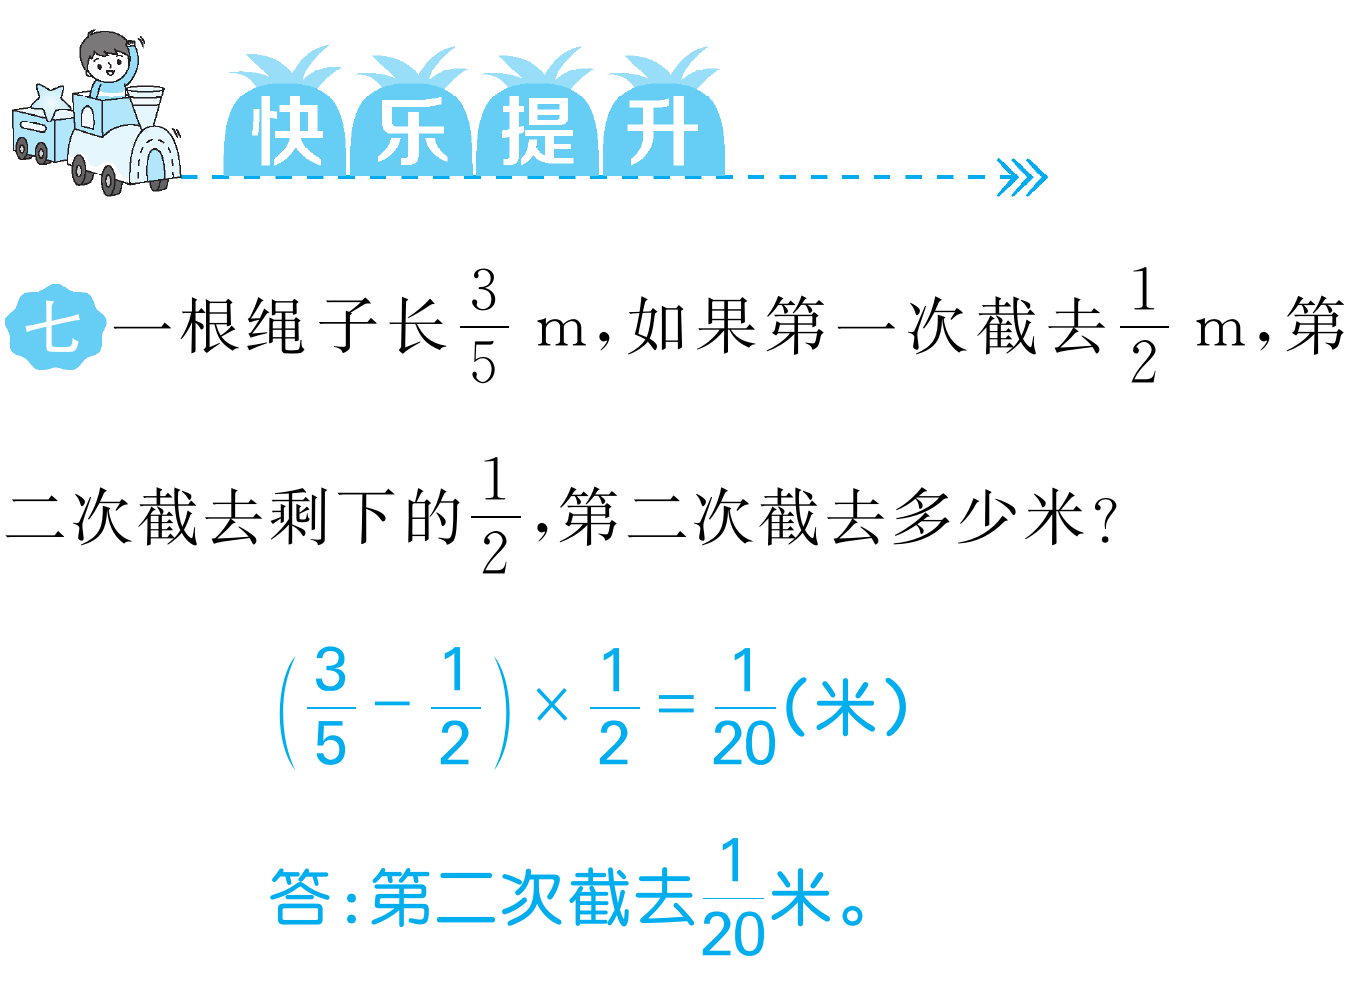 快乐提升
七 一根绳子长3/5 m,如果第一次截去1/2 m,第
二次截去剩下的1/2,第二次截去多少米?
(3/5 - 1/2) × 1/2 = 1/20(米)
答:第二次截去1/20米。